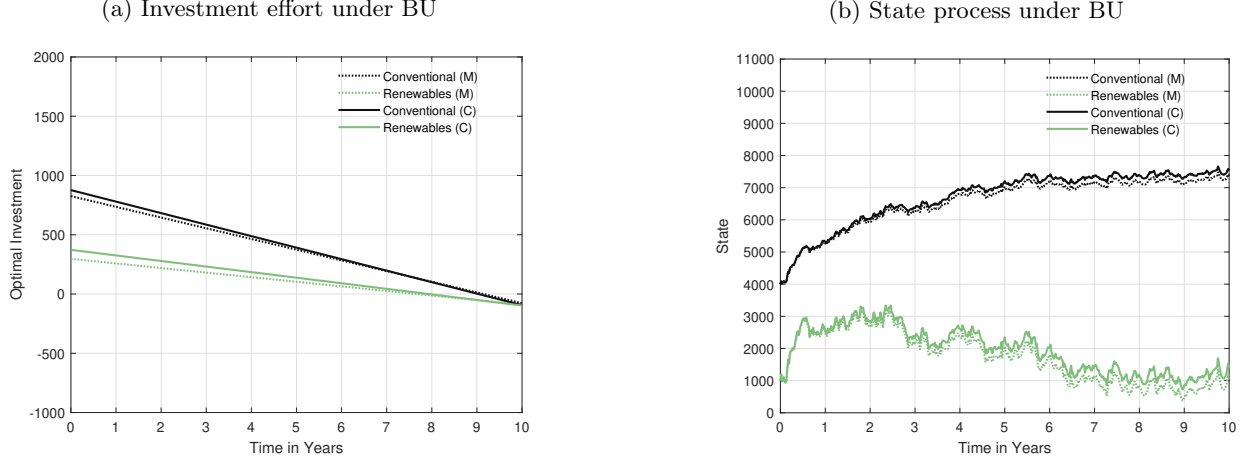 (a) Investment effort under BU
2000
1500
1000
500
0
-500
-1000
0 1 2 3 4 5 6 7 8 9 10
Time in Years
Optimal Investment
Conventional (M)
Renewables (M)
Conventional (C)
Renewables (C)
(b) State process under BU
11000
10000
9000
8000
7000
6000
5000
4000
3000
2000
1000
0
0 1 2 3 4 5 6 7 8 9 10
Time in Years
State
Conventional (M)
Renewables (M)
Conventional (C)
Renewables (C)